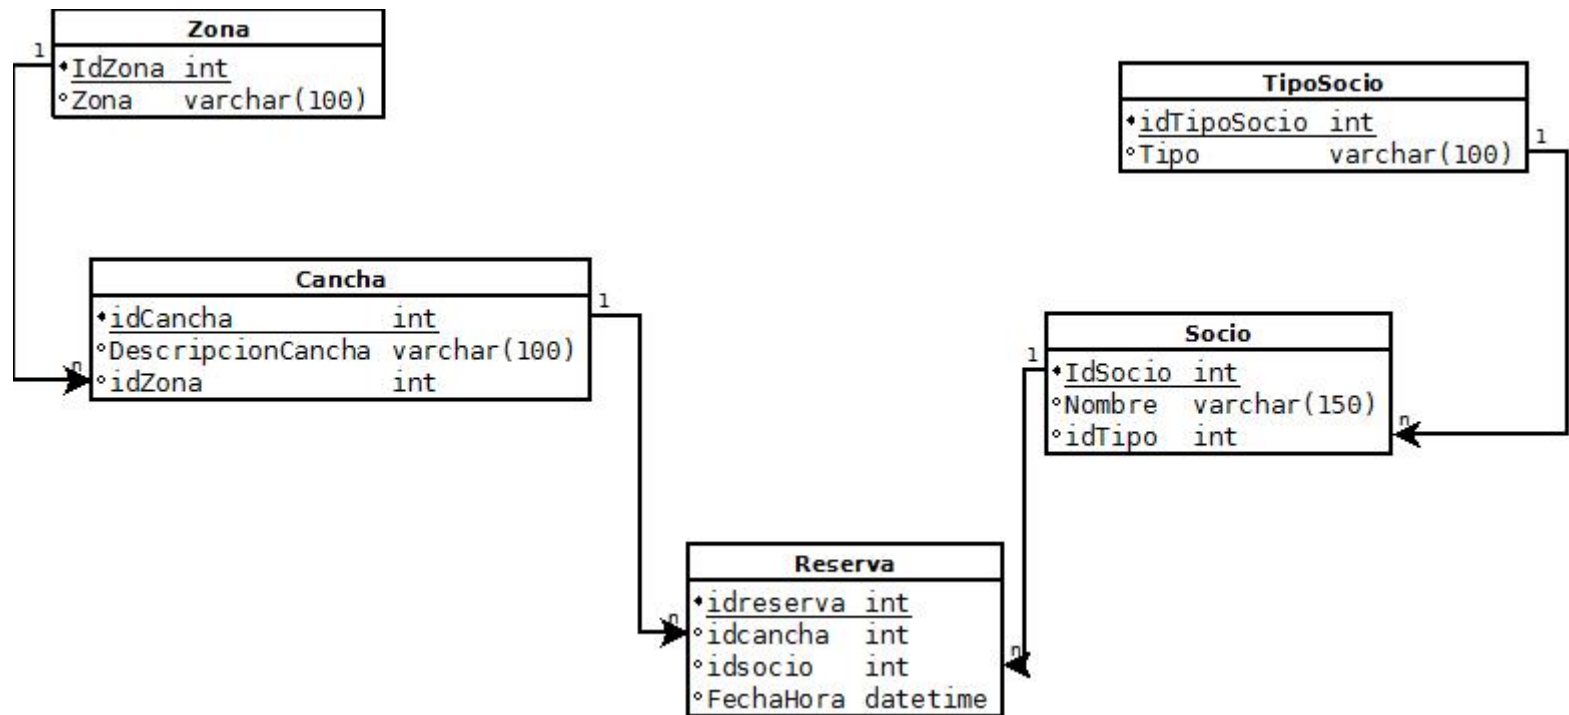 Zona
1
IdZona int
Zona varchar(100)
TipoSocio
idTipoSocio int
1
Tipo varchar(100)
Cancha
idCancha int
1
DescripcionCancha varchar(100)
n
idZona int
Socio
1
IdSocio int
Nombre varchar(150)
n
idTipo int
Reserva
idreserva int
n
idcancha int
idsocio int
n
FechaHora datetime